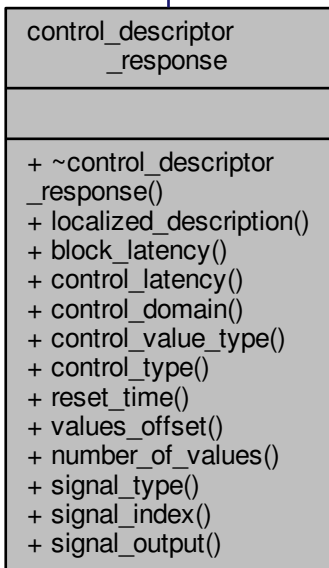 control_descriptor
_response
+ ~control_descriptor
_response()
+ localized_description()
+ block_latency()
+ control_latency()
+ control_domain()
+ control_value_type()
+ control_type()
+ reset_time()
+ values_offset()
+ number_of_values()
+ signal_type()
+ signal_index()
+ signal_output()